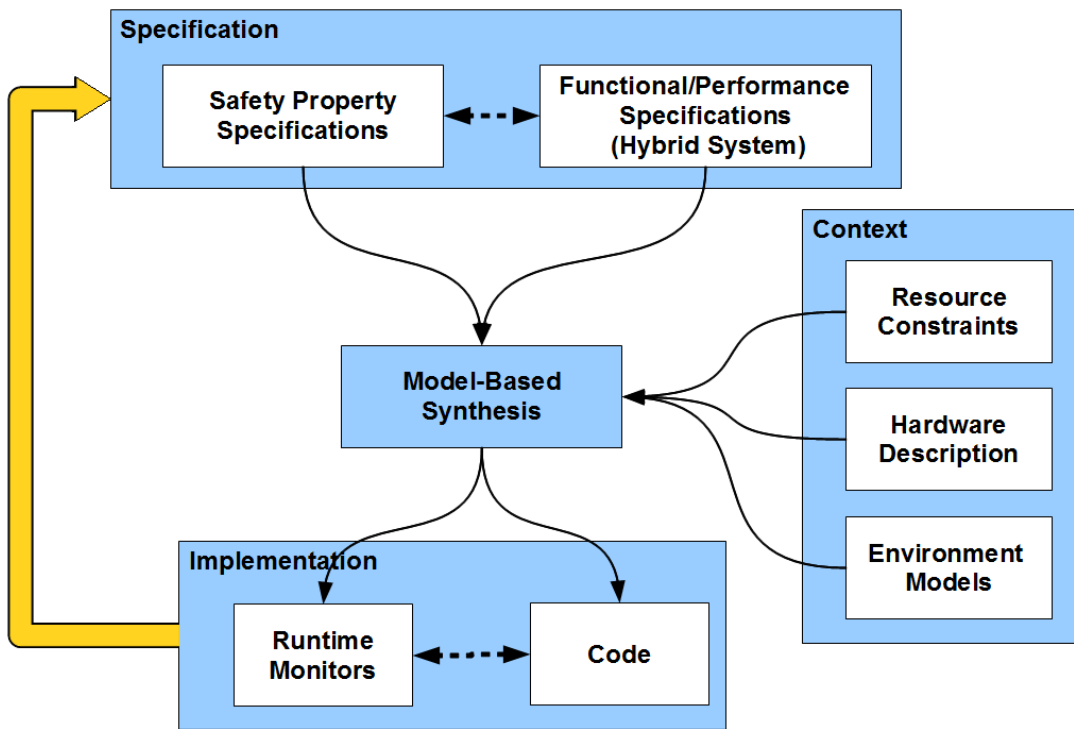 Specification
Safety Property
Specifications
Functional/Performance
Specifications
(Hybrid System)
Context
Resource
Constraints
Hardware
Description
Environment
Models
Model-Based
Synthesis
Implementation
Runtime
Monitors
Code